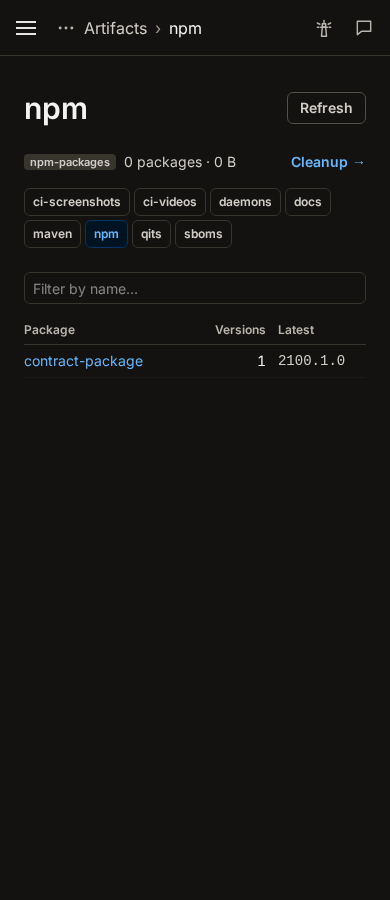 ··· Artifacts › npm
npm
Refresh
npm-packages 0 packages · 0 B
Cleanup →
ci-screenshots ci-videos daemons docs
maven npm qits sboms
Filter by name...
Package Versions Latest
contract-package 1 2100.1.0